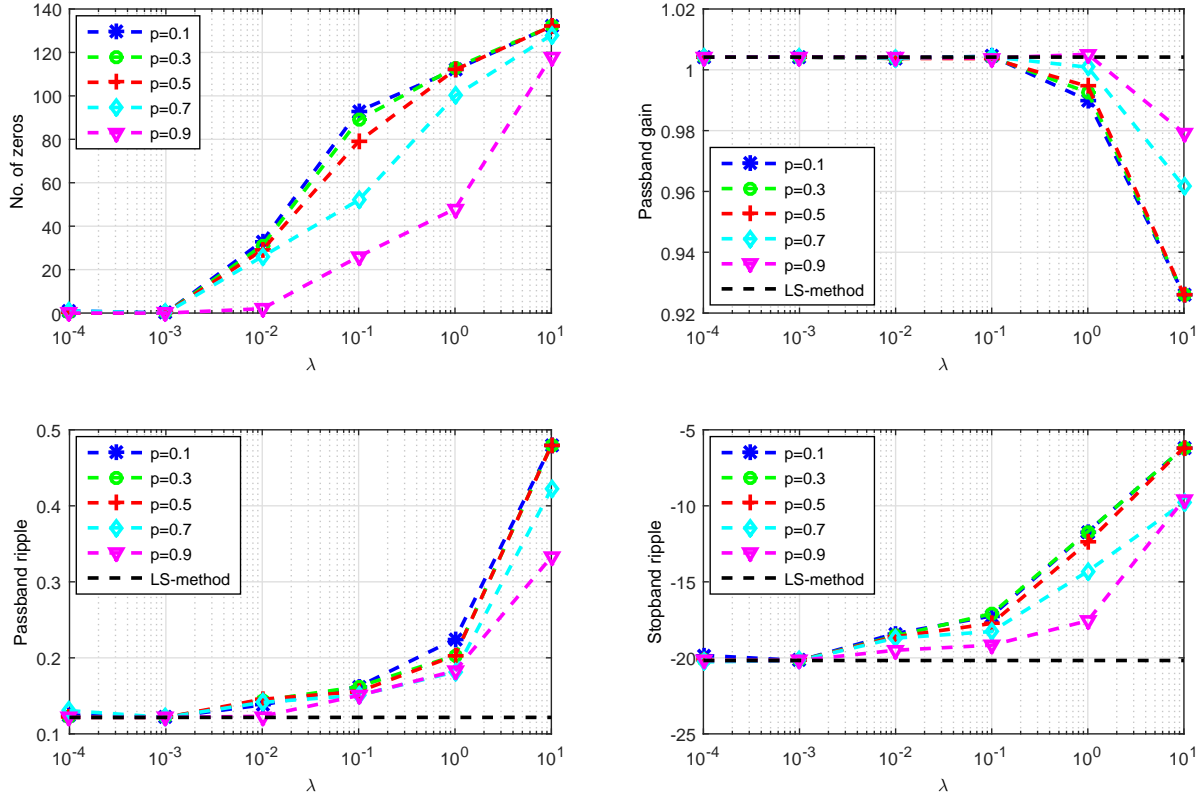 140
120
100
80
60
40
20
0
No. of zeros
p=0.1
p=0.3
p=0.5
p=0.7
p=0.9
10^-4
10^-3
10^-2
10^-1
10^0
10^1
λ
1.02
1
0.98
0.96
0.94
0.92
Passband gain
p=0.1
p=0.3
p=0.5
p=0.7
p=0.9
LS-method
10^-4
10^-3
10^-2
10^-1
10^0
10^1
λ
0.5
0.4
0.3
0.2
0.1
Passband ripple
p=0.1
p=0.3
p=0.5
p=0.7
p=0.9
LS-method
10^-4
10^-3
10^-2
10^-1
10^0
10^1
λ
-5
-10
-15
-20
-25
Stopband ripple
p=0.1
p=0.3
p=0.5
p=0.7
p=0.9
LS-method
10^-4
10^-3
10^-2
10^-1
10^0
10^1
λ